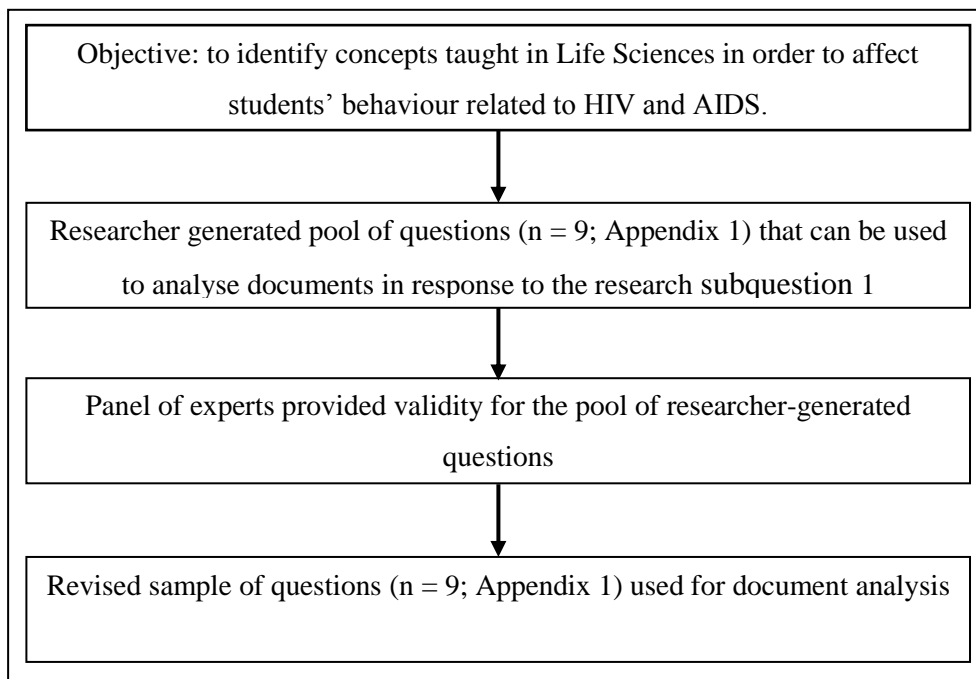 Objective: to identify concepts taught in Life Sciences in order to affect
students’ behaviour related to HIV and AIDS.
Researcher generated pool of questions (n = 9; Appendix 1) that can be used
to analyse documents in response to the research subquestion 1
Panel of experts provided validity for the pool of researcher-generated
questions
Revised sample of questions (n = 9; Appendix 1) used for document analysis